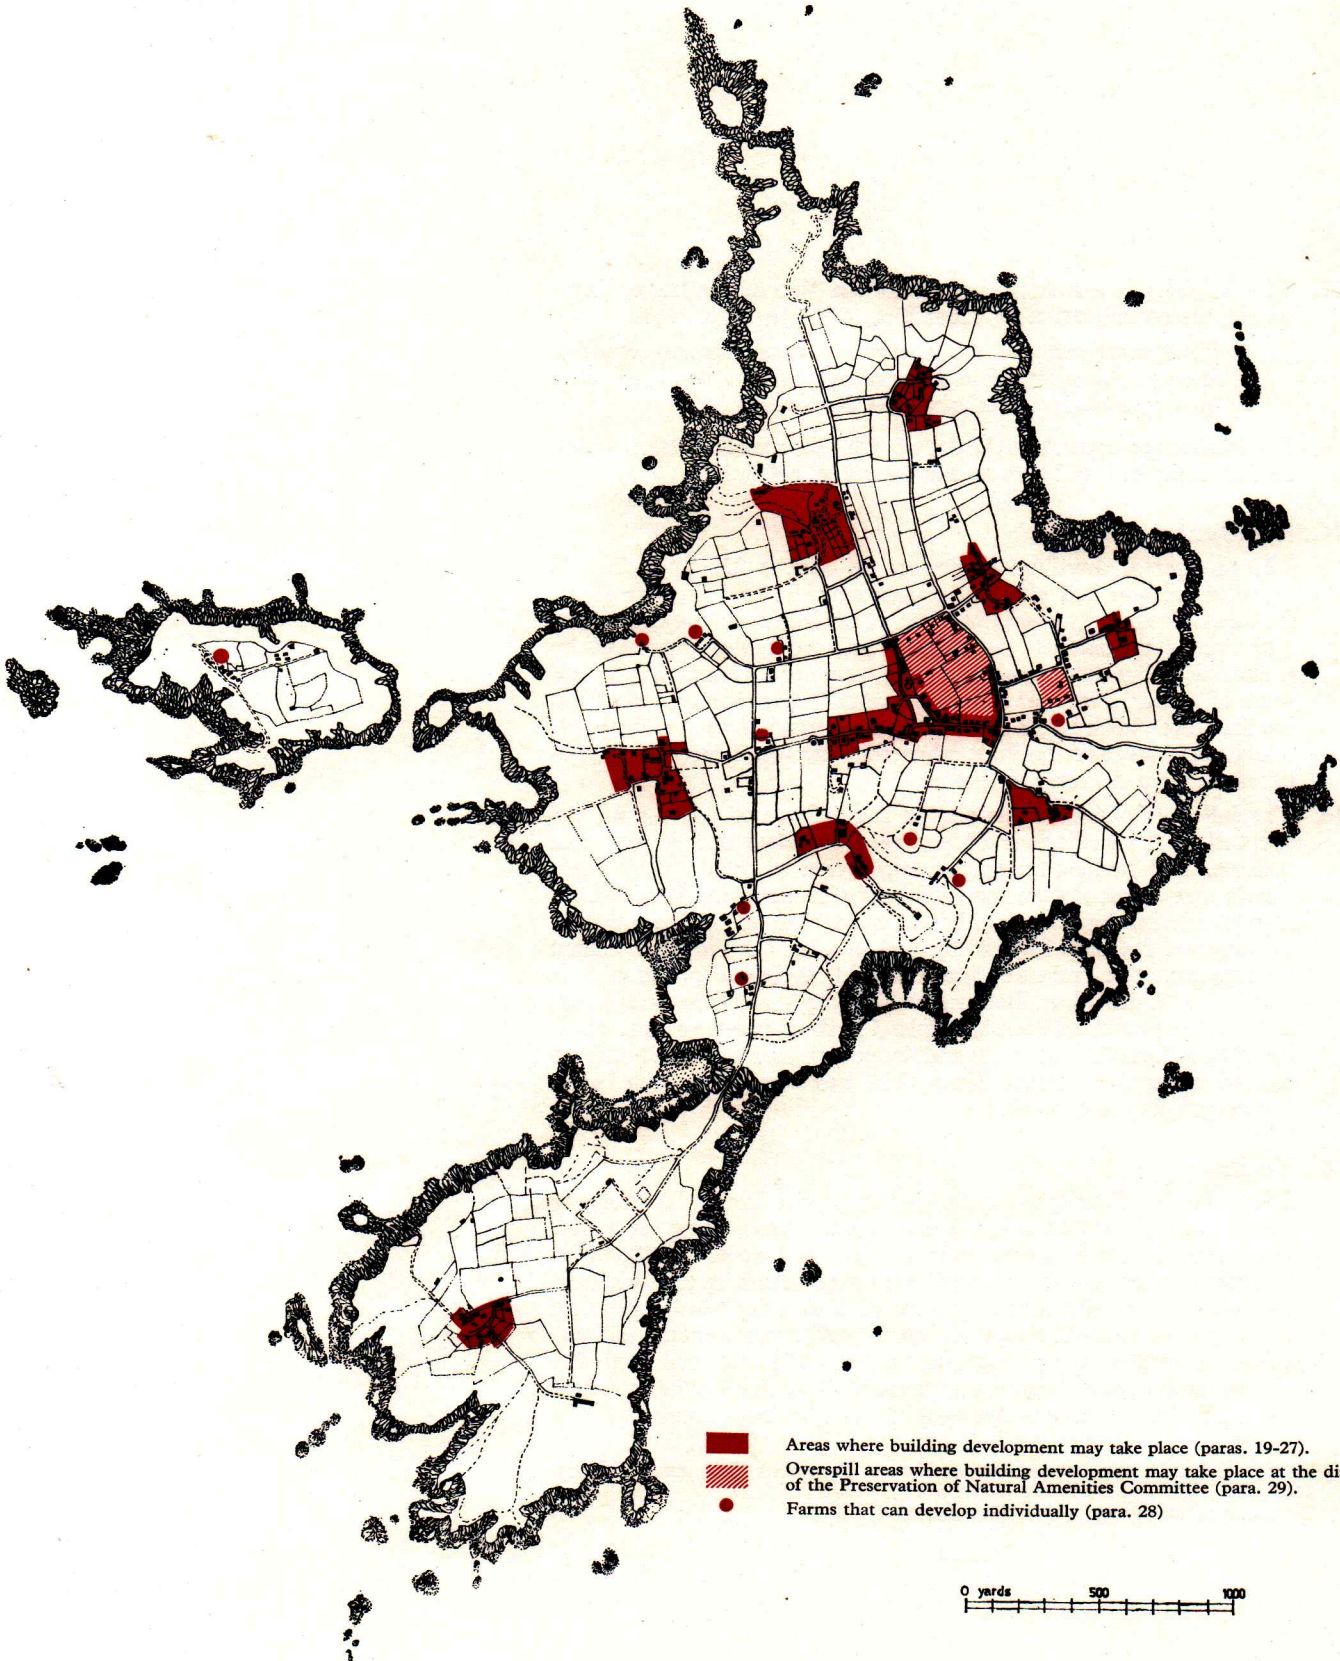 Areas where building development may take place (paras. 19-27).
Overspill areas where building development may take place at the
of the Preservation of Natural Amenities Committee (para. 29).
Farms that can develop individually (para. 28)
0 yards 500 1000